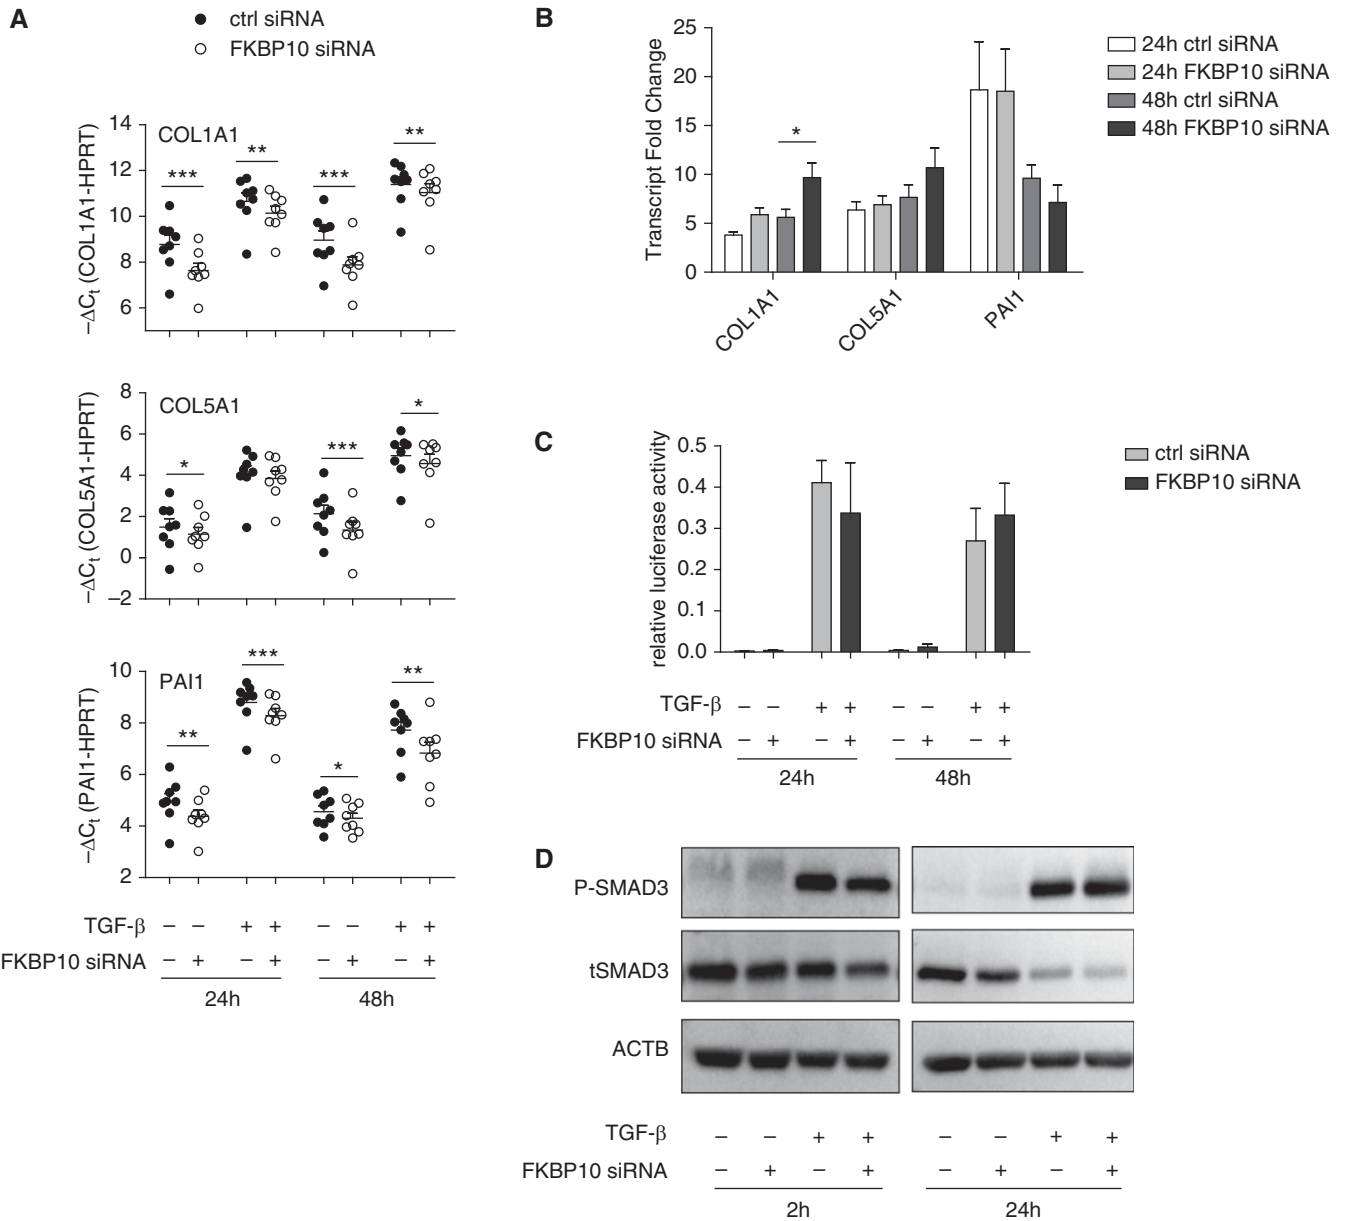 A
ctrl siRNA
FKBP10 siRNA
−ΔCt (COL1A1-HPRT)
14
12
10
8
6
COL1A1
***
**
***
**
−ΔCt (COL5A1-HPRT)
8
6
4
2
0
−2
COL5A1
*
***
*
−ΔCt (PAI1-HPRT)
10
8
6
4
2
PAI1
**
***
*
**
TGF-β − − + + − − + +
FKBP10 siRNA − + − + − + − +
24h 48h
B
Transcript Fold Change
25
20
15
10
5
0
*
COL1A1
COL5A1
PAI1
24h ctrl siRNA
24h FKBP10 siRNA
48h ctrl siRNA
48h FKBP10 siRNA
C
relative luciferase activity
0.5
0.4
0.3
0.2
0.1
0.0
ctrl siRNA
FKBP10 siRNA
TGF-β − − + + − − + +
FKBP10 siRNA − + − + − + − +
24h 48h
D
P-SMAD3
tSMAD3
ACTB
TGF-β − − + + − − + +
FKBP10 siRNA − + − + − + − +
2h 24h